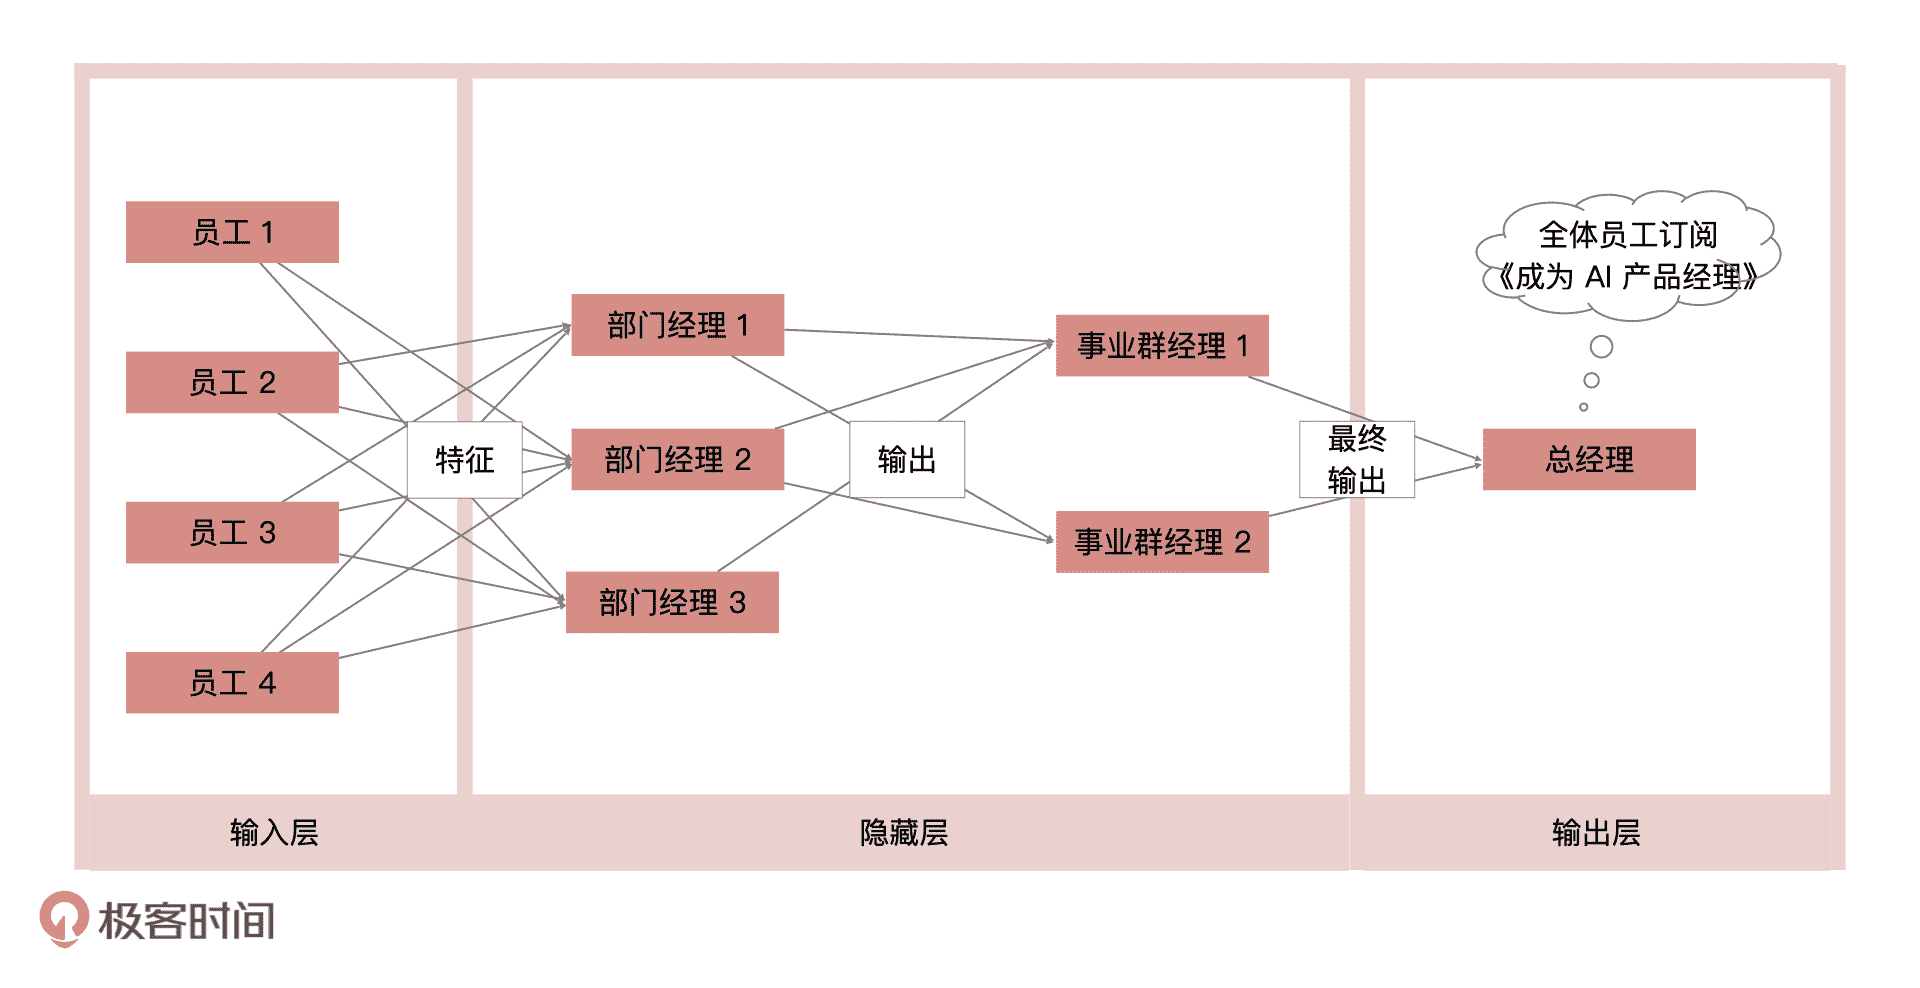 员工 1
员工 2
员工 3
员工 4
特征
部门经理 1
部门经理 2
部门经理 3
输出
事业群经理 1
事业群经理 2
最终
输出
全体员工订阅
《成为 AI 产品经理》
总经理
输入层
隐藏层
输出层
极客时间